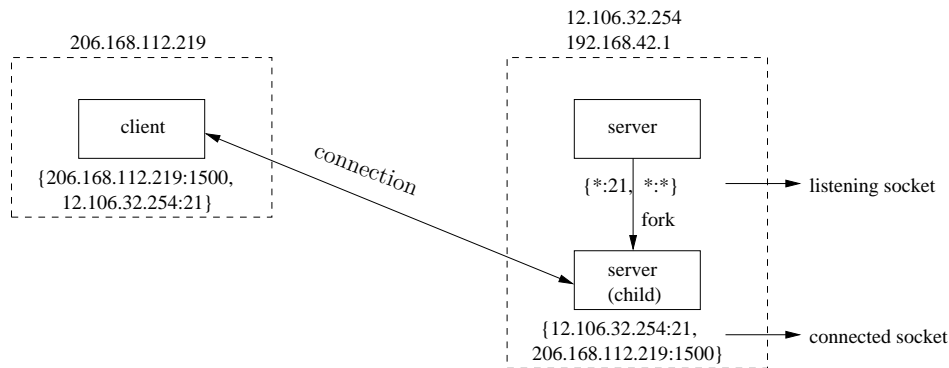 12.106.32.254
192.168.42.1
206.168.112.219
client
server
connection
{206.168.112.219:1500,
12.106.32.254:21}
{*:21, *:*}
listening socket
fork
server
(child)
{12.106.32.254:21,
206.168.112.219:1500}
connected socket